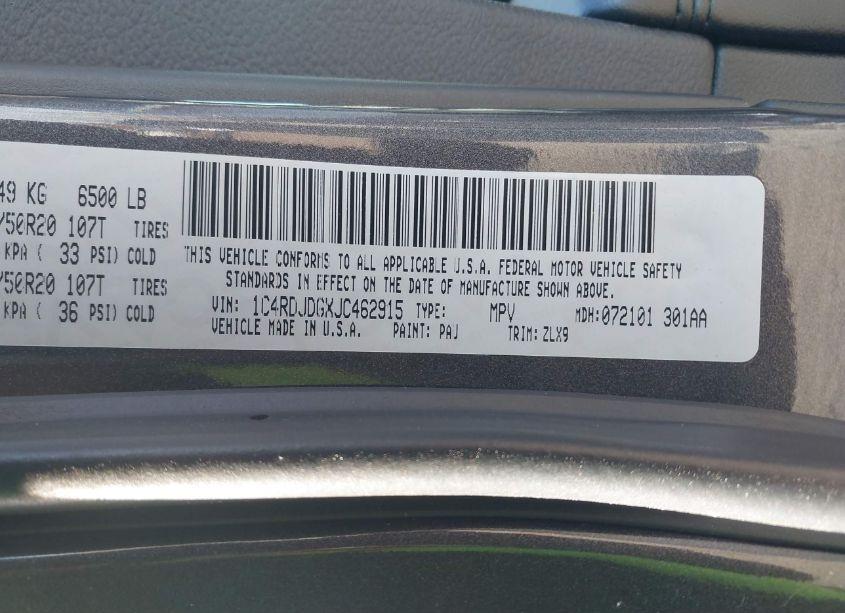 49 KG 6500 LB
/50R20 107T TIRES
KPA ( 33 PSI) COLD
/50R20 107T TIRES
KPA ( 36 PSI) COLD
THIS VEHICLE CONFORMS TO ALL APPLICABLE U.S.A. FEDERAL MOTOR VEHICLE SAFETY
STANDARDS IN EFFECT ON THE DATE OF MANUFACTURE SHOWN ABOVE.
VIN: 1C4RDJDGXJC462915 TYPE: MPV MDH:072101 301AA
VEHICLE MADE IN U.S.A. PAINT: PAJ TRIM: ZLX9